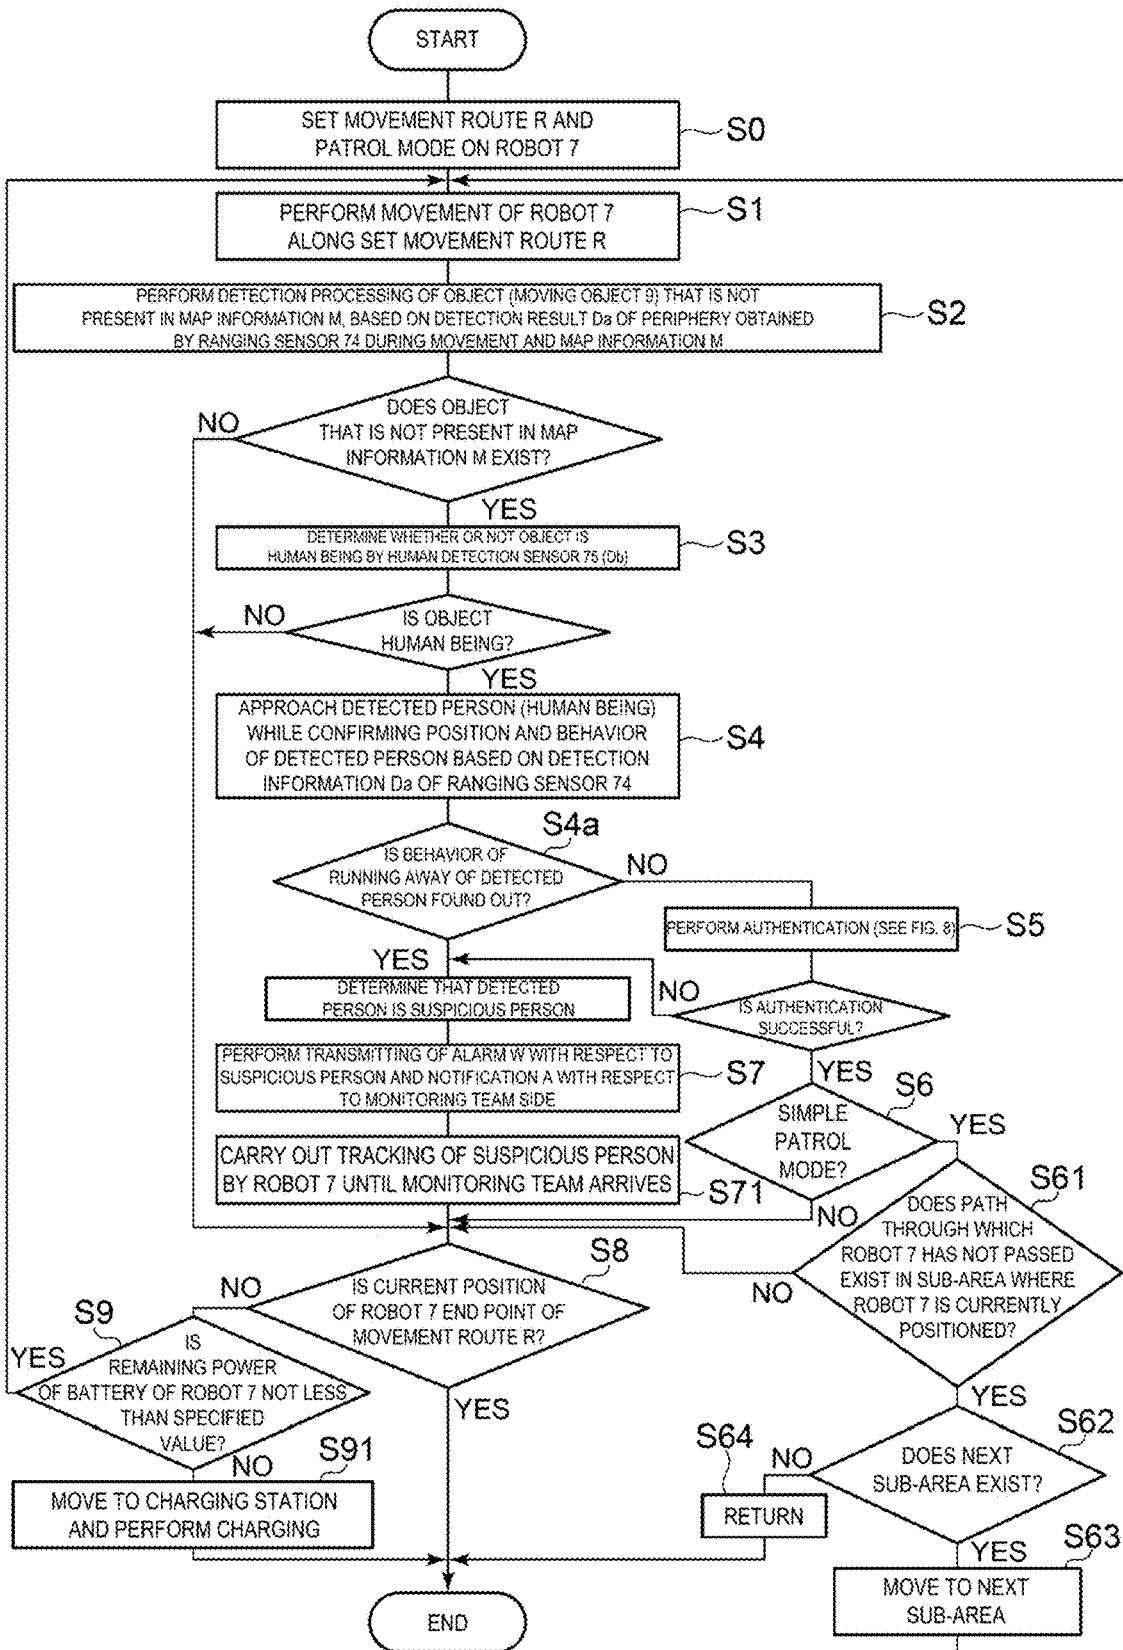 START
SET MOVEMENT ROUTE R AND
PATROL MODE ON ROBOT 7
S0
PERFORM MOVEMENT OF ROBOT 7
ALONG SET MOVEMENT ROUTE R
S1
PERFORM DETECTION PROCESSING OF OBJECT (MOVING OBJECT 9) THAT IS NOT
PRESENT IN MAP INFORMATION M, BASED ON DETECTION RESULT Da OF PERIPHERY OBTAINED
BY RANGING SENSOR 74 DURING MOVEMENT AND MAP INFORMATION M
S2
DOES OBJECT
THAT IS NOT PRESENT IN MAP
INFORMATION M EXIST?
NO
YES
DETERMINE WHETHER OR NOT OBJECT IS
HUMAN BEING BY HUMAN DETECTION SENSOR 75 (Db)
S3
IS OBJECT
HUMAN BEING?
NO
YES
APPROACH DETECTED PERSON (HUMAN BEING)
WHILE CONFIRMING POSITION AND BEHAVIOR
OF DETECTED PERSON BASED ON DETECTION
INFORMATION Da OF RANGING SENSOR 74
S4
S4a
IS BEHAVIOR OF
RUNNING AWAY OF DETECTED
PERSON FOUND OUT?
NO
YES
PERFORM AUTHENTICATION (SEE FIG. 8)
S5
DETERMINE THAT DETECTED
PERSON IS SUSPICIOUS PERSON
IS AUTHENTICATION
SUCCESSFUL?
NO
YES
PERFORM TRANSMITTING OF ALARM W WITH RESPECT TO
SUSPICIOUS PERSON AND NOTIFICATION A WITH RESPECT
TO MONITORING TEAM SIDE
S7
S6
SIMPLE
PATROL
MODE?
YES
NO
CARRY OUT TRACKING OF SUSPICIOUS PERSON
BY ROBOT 7 UNTIL MONITORING TEAM ARRIVES
S71
S61
DOES PATH
THROUGH WHICH
ROBOT 7 HAS NOT PASSED
EXIST IN SUB-AREA WHERE
ROBOT 7 IS CURRENTLY
POSITIONED?
NO
YES
S8
IS CURRENT POSITION
OF ROBOT 7 END POINT OF
MOVEMENT ROUTE R?
NO
YES
S9
IS
REMAINING POWER
OF BATTERY OF ROBOT 7 NOT LESS
THAN SPECIFIED
VALUE?
YES
NO
S91
MOVE TO CHARGING STATION
AND PERFORM CHARGING
S62
DOES NEXT
SUB-AREA EXIST?
NO
YES
S64
RETURN
S63
MOVE TO NEXT
SUB-AREA
END